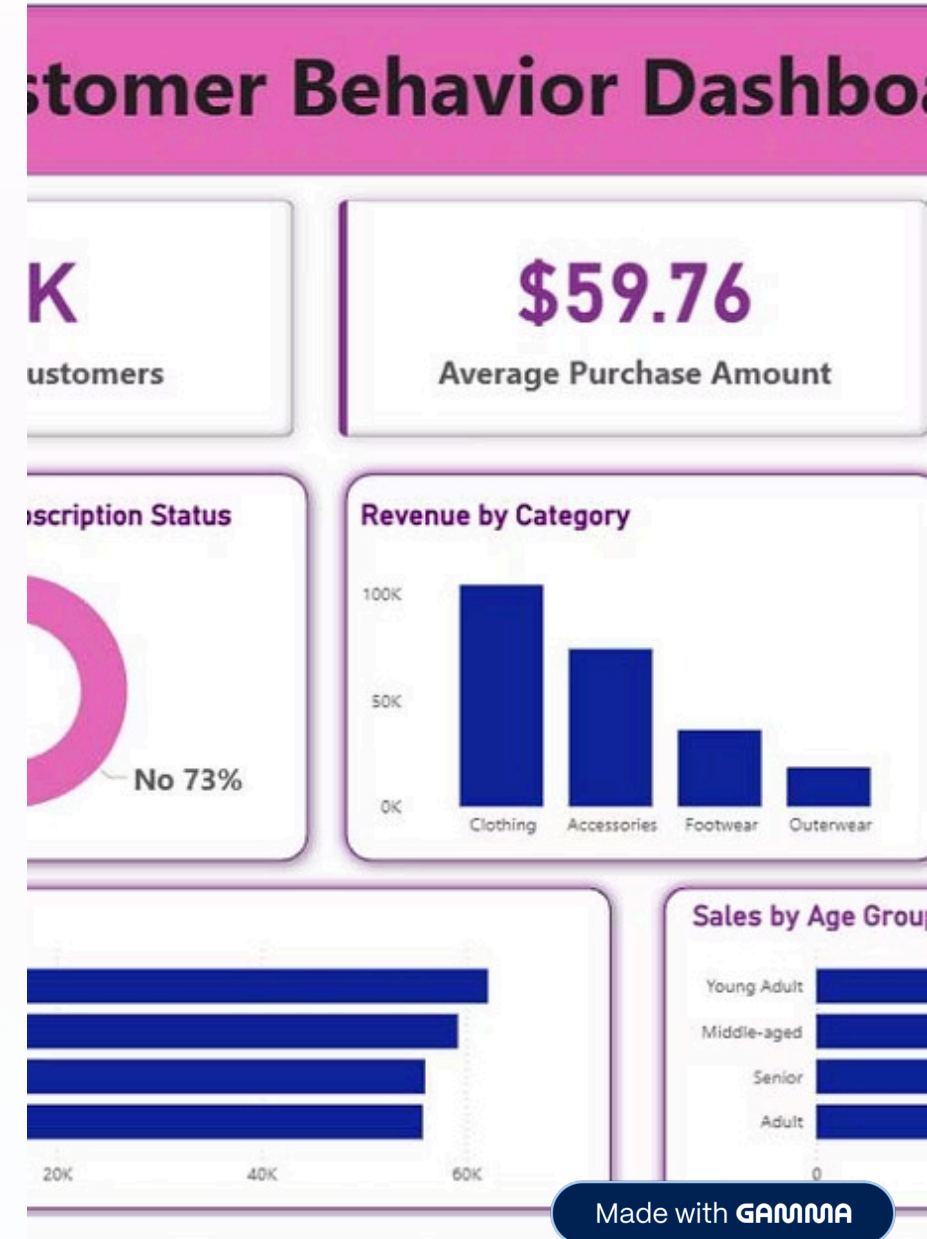 stomer Behavior Dashboa
K
ustomers
$59.76
Average Purchase Amount
oscription Status
No 73%
Revenue by Category
100K
50K
0K
Clothing Accessories Footwear Outerwear
20K 40K 60K
Sales by Age Grou
Young Adult
Middle-aged
Senior
Adult
0
Made with GAMMA